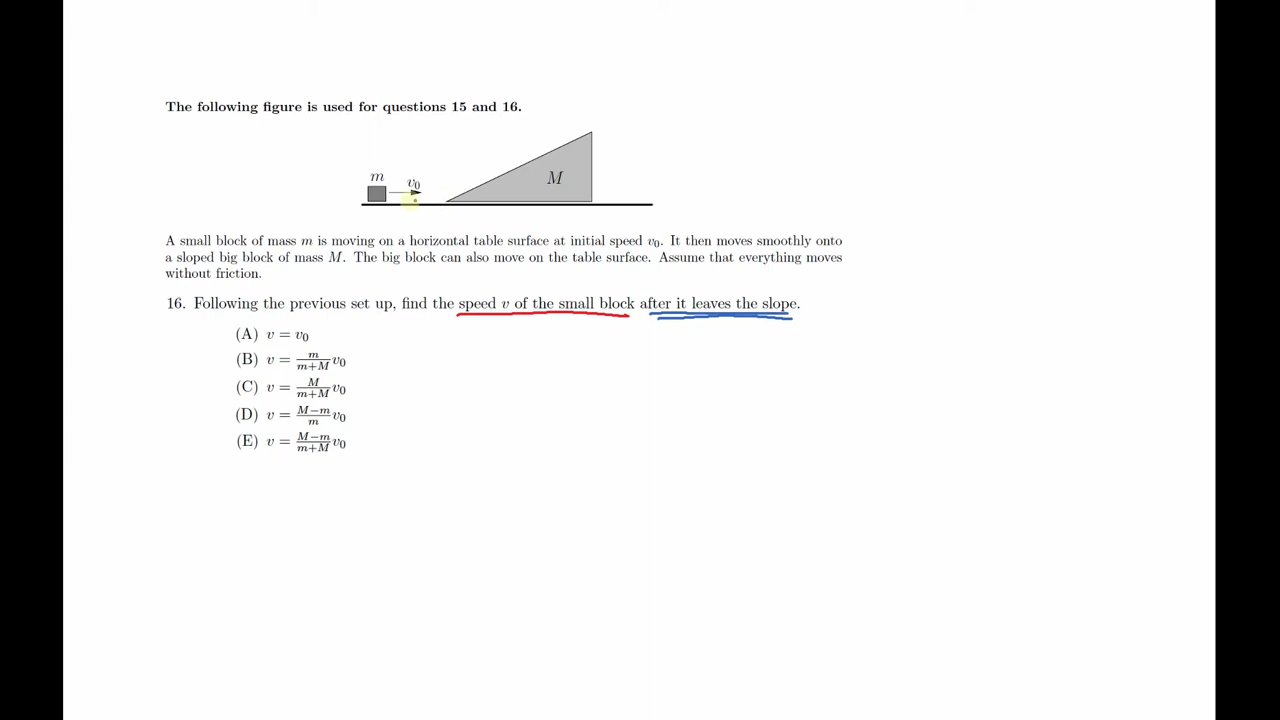 The following figure is used for questions 15 and 16.
m
v₀
M
A small block of mass m is moving on a horizontal table surface at initial speed v₀. It then moves smoothly onto
a sloped big block of mass M. The big block can also move on the table surface. Assume that everything moves
without friction.
16. Following the previous set up, find the speed v of the small block after it leaves the slope.
(A) v = v₀
(B) v = m/(m+M) v₀
(C) v = M/(m+M) v₀
(D) v = (M−m)/m v₀
(E) v = (M−m)/(m+M) v₀